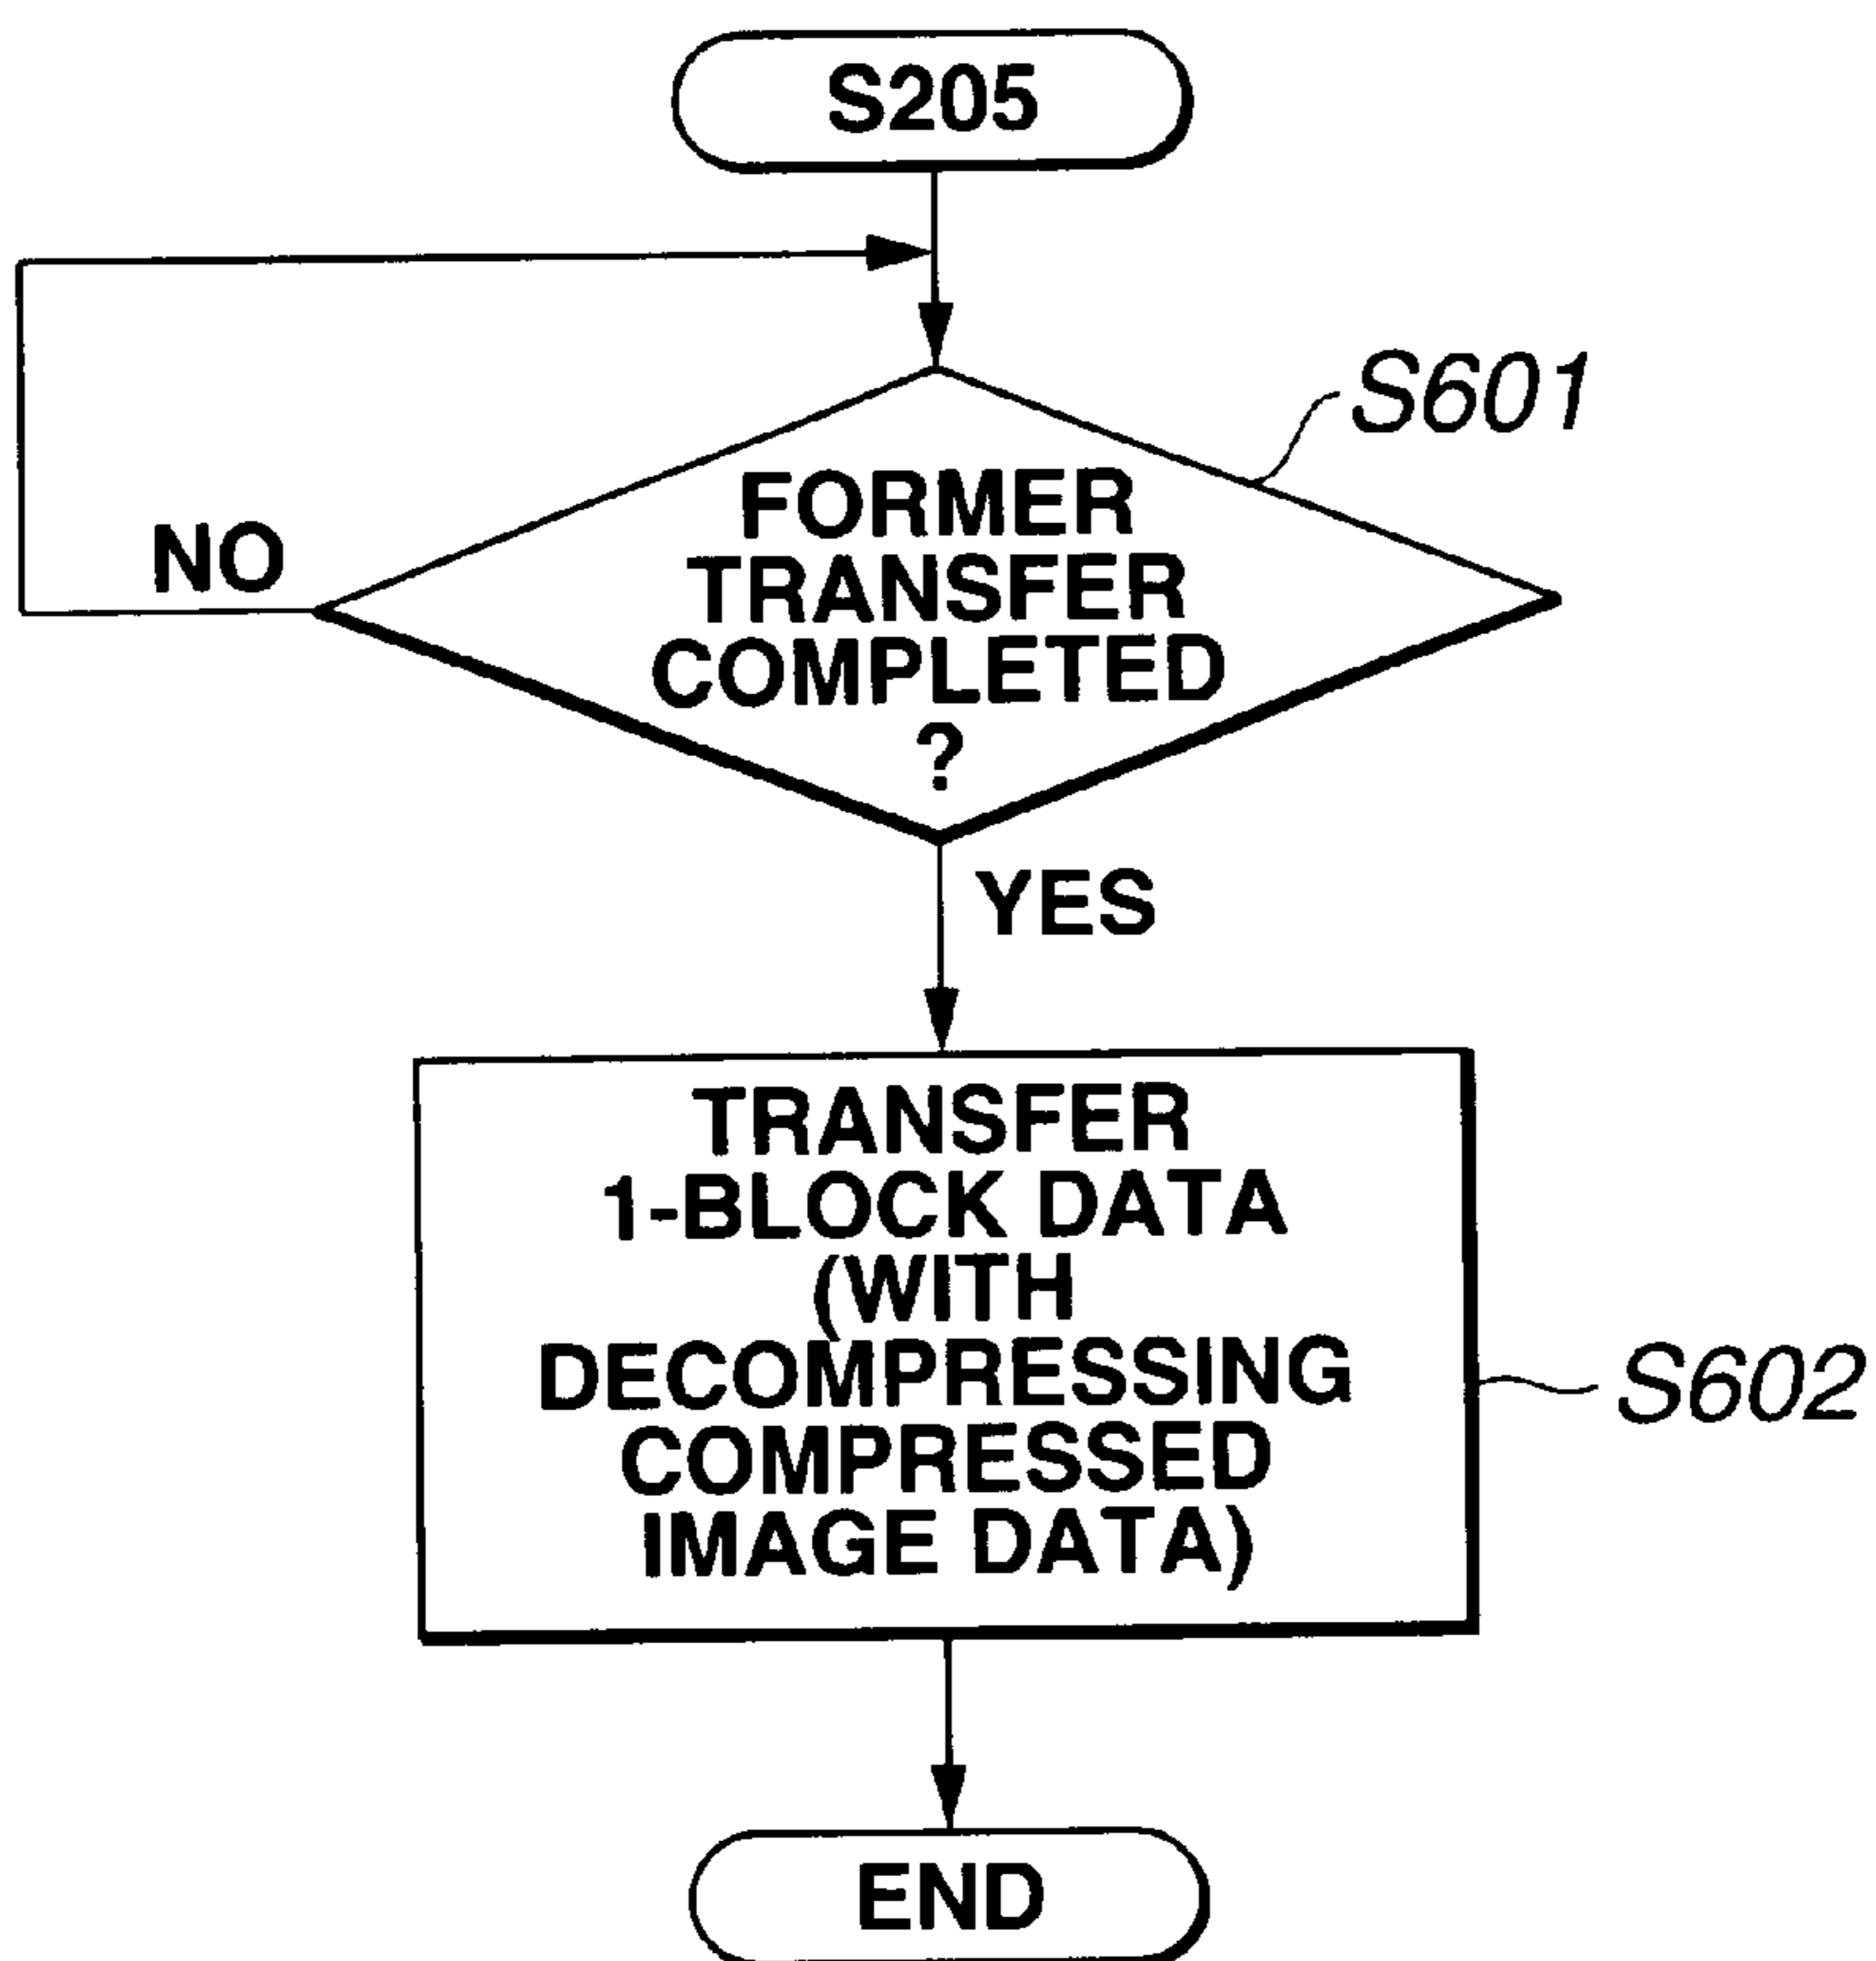 S205
S601
FORMER
TRANSFER
COMPLETED
?
NO
YES
TRANSFER
1-BLOCK DATA
(WITH
DECOMPRESSING
COMPRESSED
IMAGE DATA)
S602
END